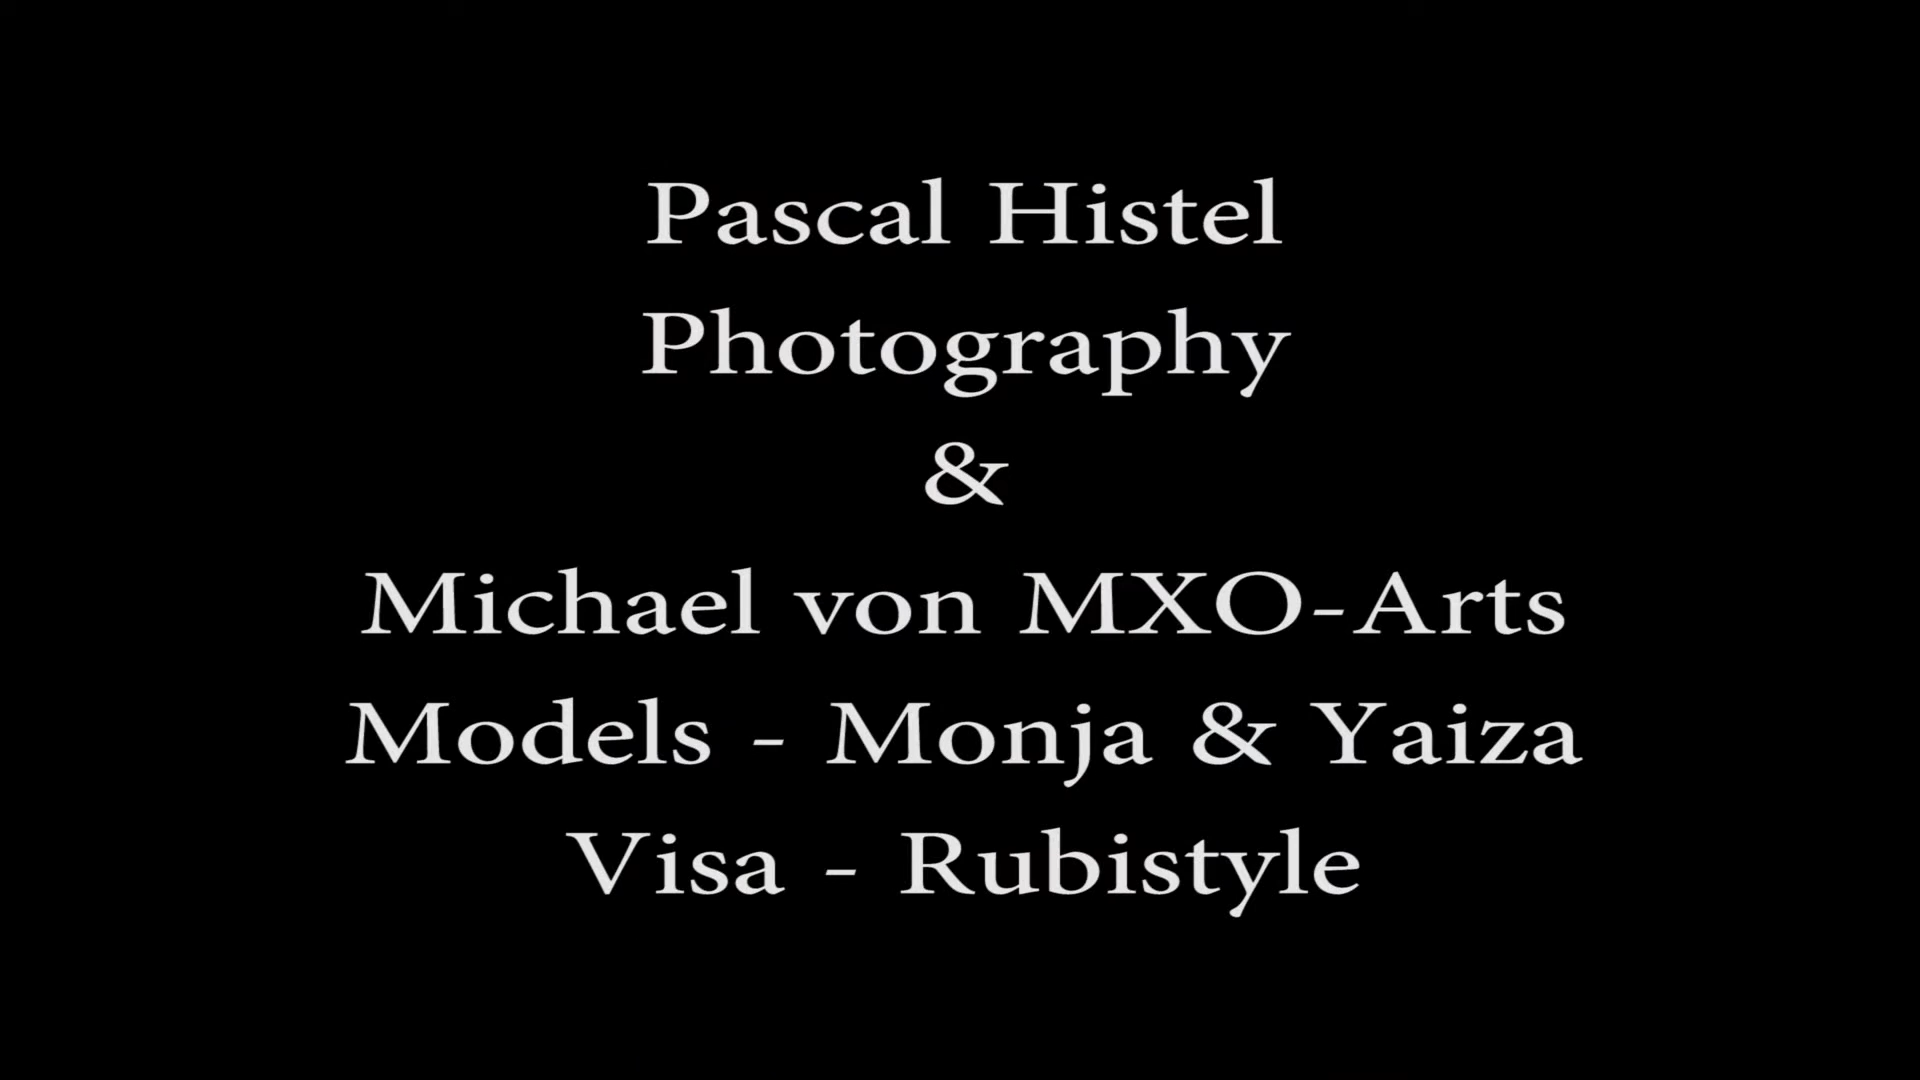 Pascal Histel
Photography
&
Michael von MXO-Arts
Models - Monja & Yaiza
Visa - Rubistyle